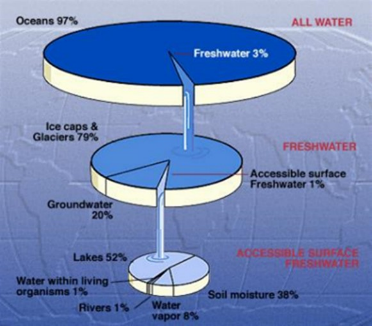 Oceans 97%
ALL WATER
Freshwater 3%
Ice caps &
Glaciers 79%
FRESHWATER
Accessible surface
Freshwater 1%
Groundwater
20%
ACCESSIBLE SURFACE
FRESHWATER
Lakes 52%
Water within living
organisms 1%
Rivers 1%
Water
vapor 8%
Soil moisture 38%